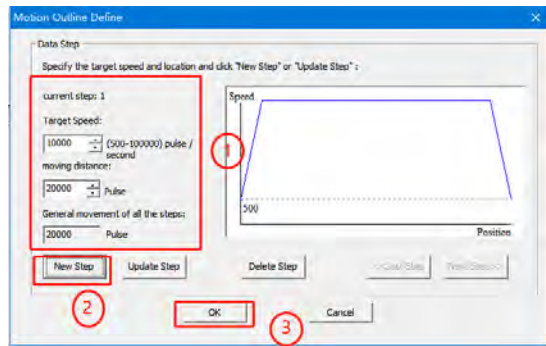 Motion Outline Define
Data Step
Specify the target speed and location and click "New Step" or "Update Step" :
current step: 1
Target Speed:
10000 (500-100000) pulse /
second
moving distance:
20000 Pulse
General movement of all the steps:
20000 Pulse
Speed
1
500
Position
New Step Update Step Delete Step
2
OK Cancel
3